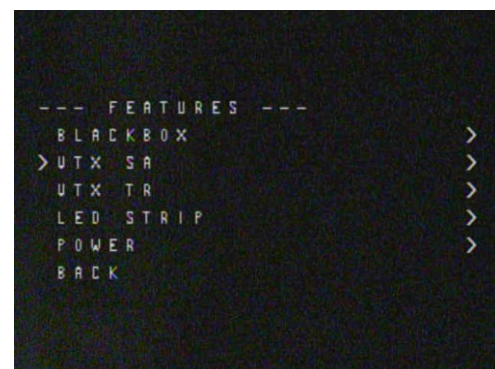 --- FEATURES ---
BLACKBOX >
>VTX SA >
VTX TR >
LED STRIP >
POWER >
BACK